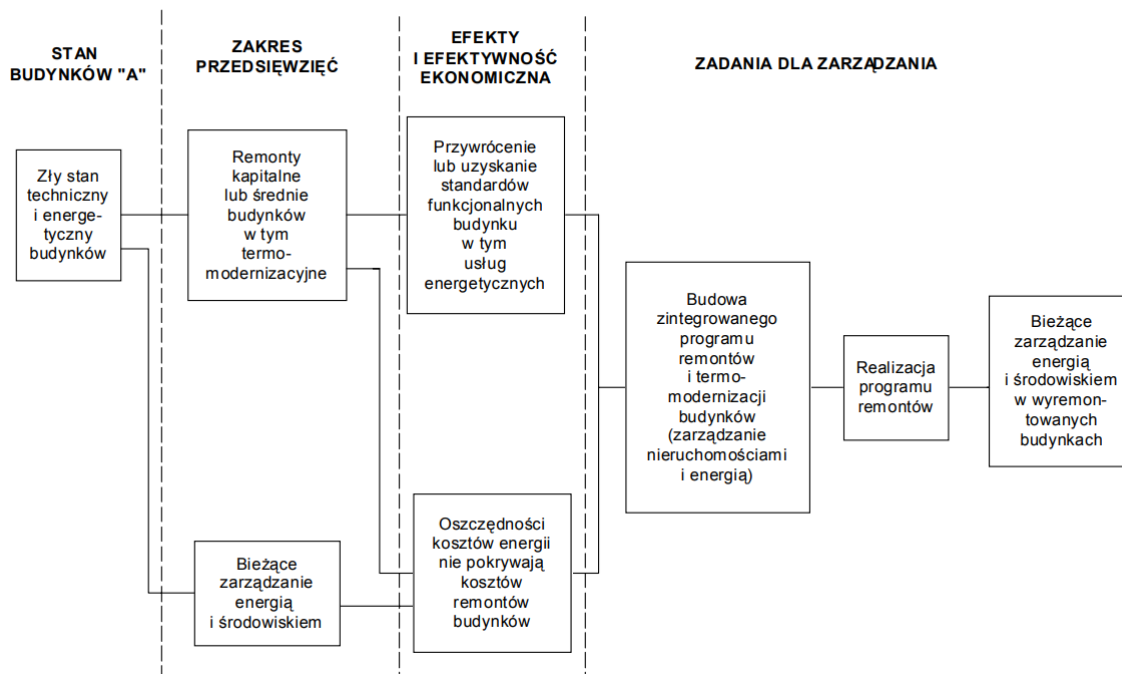 STAN
BUDYNKÓW "A"
ZAKRES
PRZEDSIĘWZIĘĆ
EFEKTY
I EFEKTYWNOŚĆ
EKONOMICZNA
ZADANIA DLA ZARZĄDZANIA
Zły stan
techniczny
i energe-
tyczny
budynków
Remonty
kapitalne
lub średnie
budynków
w tym
termo-
modernizacyjne
Przywrócenie
lub uzyskanie
standardów
funkcjonalnych
budynku
w tym
usług
energetycznych
Budowa
zintegrowanego
programu
remontów
i termo-
modernizacji
budynków
(zarządzanie
nieruchomościami
i energią)
Realizacja
programu
remontów
Bieżące
zarządzanie
energią
i środowiskiem
w wyremon-
towanych
budynkach
Bieżące
zarządzanie
energią
i środowiskiem
Oszczędności
kosztów energii
nie pokrywają
kosztów
remontów
budynków